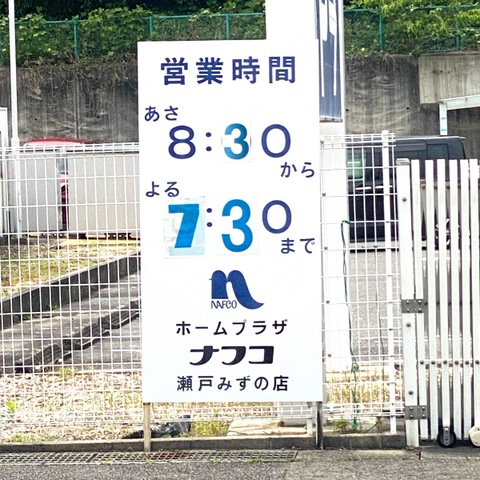 営業時間
あさ
8:30
から
よる
7:30
まで
NAFCO
ホームプラザ
ナフコ
瀬戸みずの店